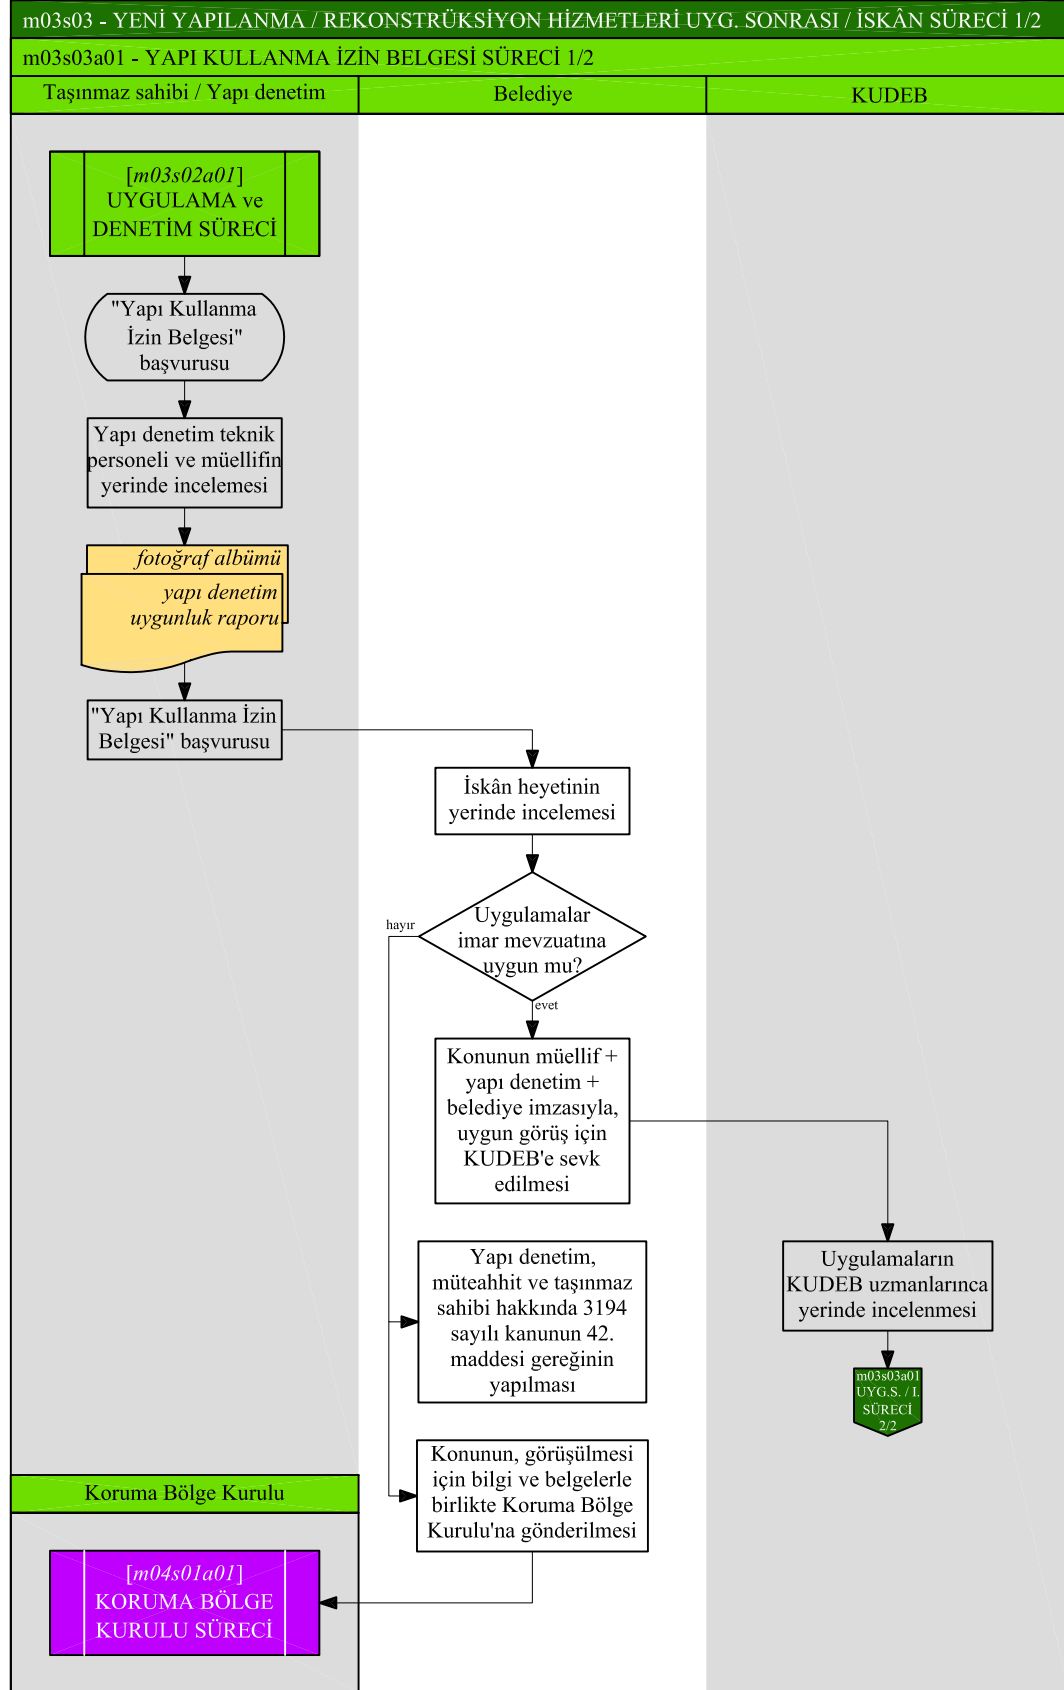 m03s03 - YENİ YAPILANMA / REKONSTRÜKSİYON HİZMETLERİ UYG. SONRASI / İSKÂN SÜRECİ 1/2
m03s03a01 - YAPI KULLANMA İZİN BELGESİ SÜRECİ 1/2
Taşınmaz sahibi / Yapı denetim
Belediye
KUDEB
[m03s02a01]
UYGULAMA ve
DENETİM SÜRECİ
"Yapı Kullanma
İzin Belgesi"
başvurusu
Yapı denetim teknik
personeli ve müellifin
yerinde incelemesi
fotoğraf albümü
yapı denetim
uygunluk raporu
"Yapı Kullanma İzin
Belgesi" başvurusu
İskân heyetinin
yerinde incelemesi
Uygulamalar
imar mevzuatına
uygun mu?
hayır
evet
Konunun müellif +
yapı denetim +
belediye imzasıyla,
uygun görüş için
KUDEB'e sevk
edilmesi
Yapı denetim,
müteahhit ve taşınmaz
sahibi hakkında 3194
sayılı kanunun 42.
maddesi gereğinin
yapılması
Uygulamaların
KUDEB uzmanlarınca
yerinde incelenmesi
m03s03a01
UYG.S. / I.
SÜRECİ
2/2
Konunun, görüşülmesi
için bilgi ve belgelerle
birlikte Koruma Bölge
Kurulu'na gönderilmesi
Koruma Bölge Kurulu
[m04s01a01]
KORUMA BÖLGE
KURULU SÜRECİ